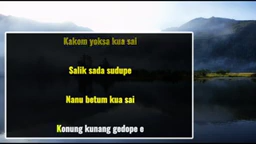 Kakom yoksa kua sai
Salik sada sudupe
Nanu betum kua sai
Konung kunang gedope o